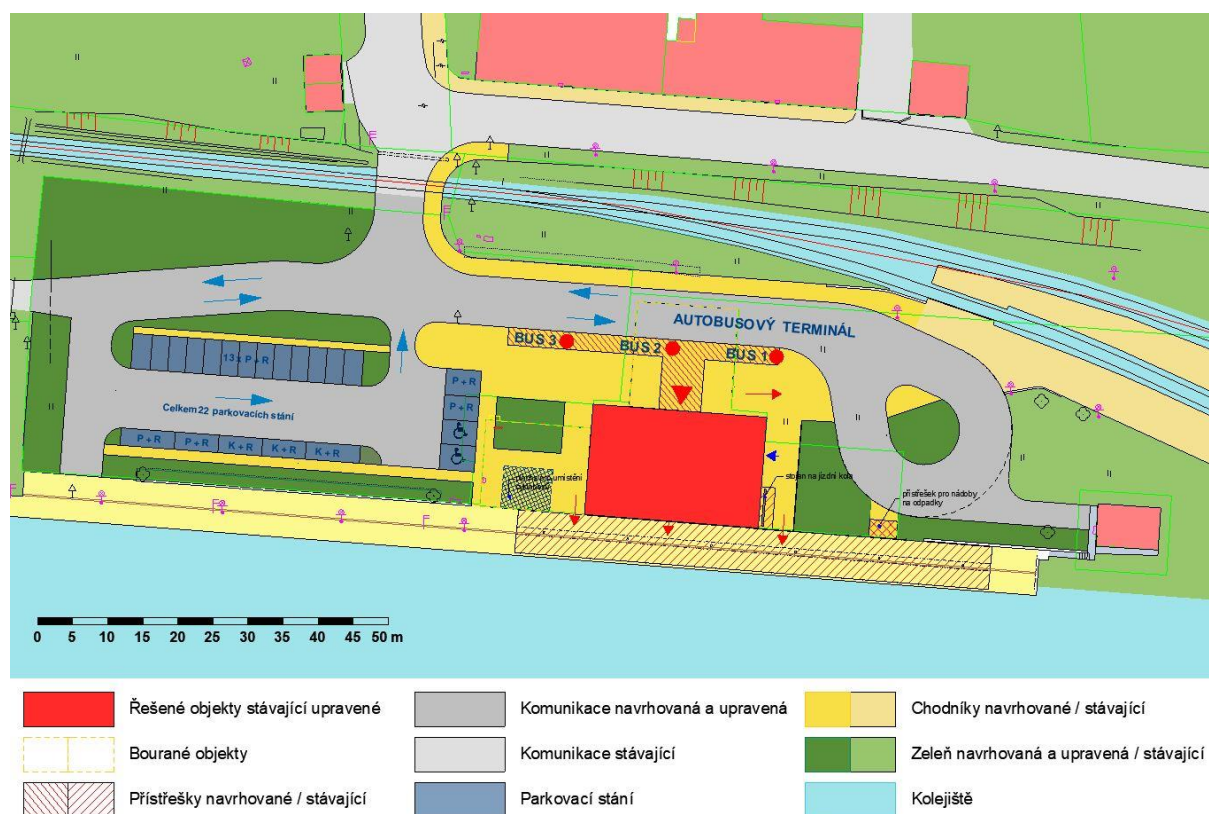 AUTOBUSOVÝ TERMINÁL
BUS 3
BUS 2
BUS 1
13 x P + R
P + R
P + R
Celkem 22 parkovacích stání
P + R
P + R
K + R
K + R
K + R
umistění
stojan na jízdní kola
přístřešek pro nádoby
na odpadky
E
F
F
F
F
F
0 5 10 15 20 25 30 35 40 45 50 m
Řešené objekty stávající upravené
Komunikace navrhovaná a upravená
Chodníky navrhované / stávající
Bourané objekty
Komunikace stávající
Zeleň navrhovaná a upravená / stávající
Přístřešky navrhované / stávající
Parkovací stání
Kolejiště